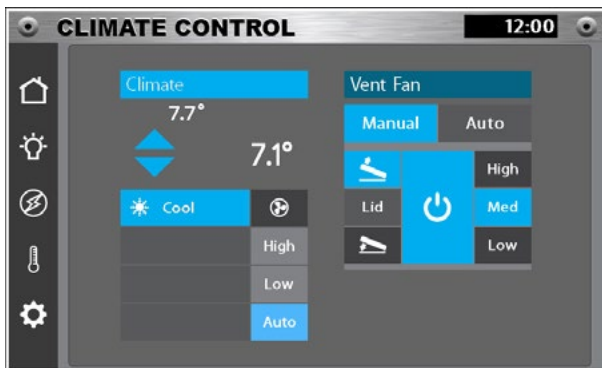 CLIMATE CONTROL
12:00
Climate
7.7°
7.1°
Cool
High
Low
Auto
Vent Fan
Manual Auto
High
Lid
Med
Low